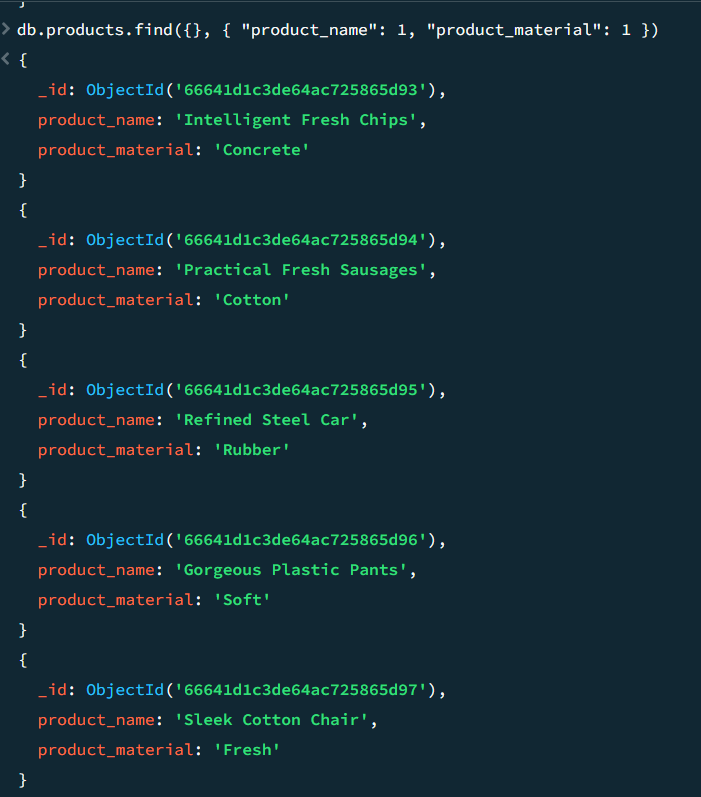 }
> db.products.find({}, { "product_name": 1, "product_material": 1 })
< {
_id: ObjectId('66641d1c3de64ac725865d93'),
product_name: 'Intelligent Fresh Chips',
product_material: 'Concrete'
}
{
_id: ObjectId('66641d1c3de64ac725865d94'),
product_name: 'Practical Fresh Sausages',
product_material: 'Cotton'
}
{
_id: ObjectId('66641d1c3de64ac725865d95'),
product_name: 'Refined Steel Car',
product_material: 'Rubber'
}
{
_id: ObjectId('66641d1c3de64ac725865d96'),
product_name: 'Gorgeous Plastic Pants',
product_material: 'Soft'
}
{
_id: ObjectId('66641d1c3de64ac725865d97'),
product_name: 'Sleek Cotton Chair',
product_material: 'Fresh'
}